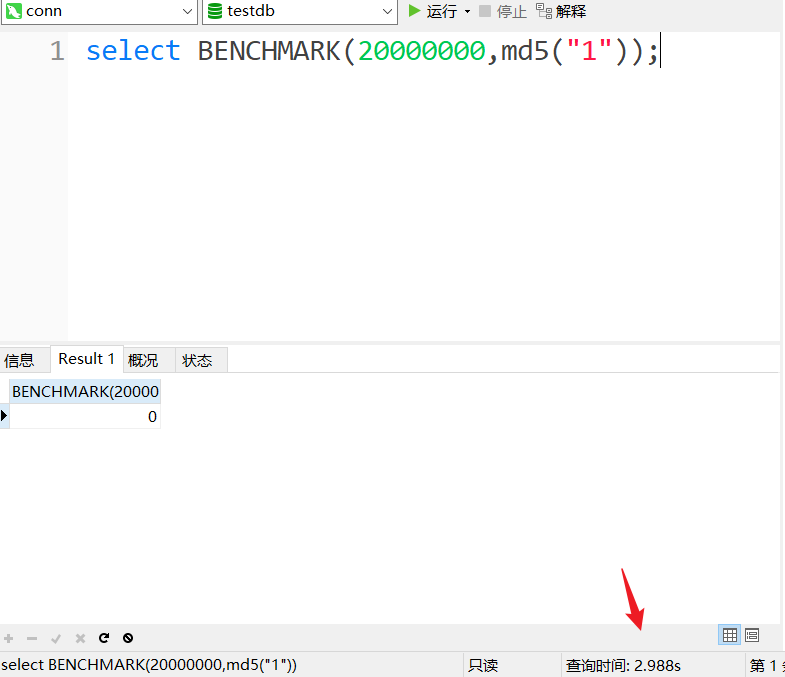 conn testdb 运行 停止 解释
1 select BENCHMARK(20000000,md5("1"));
信息 Result 1 概况 状态
BENCHMARK(20000
0
select BENCHMARK(20000000,md5("1")) 只读 查询时间: 2.988s 第 1